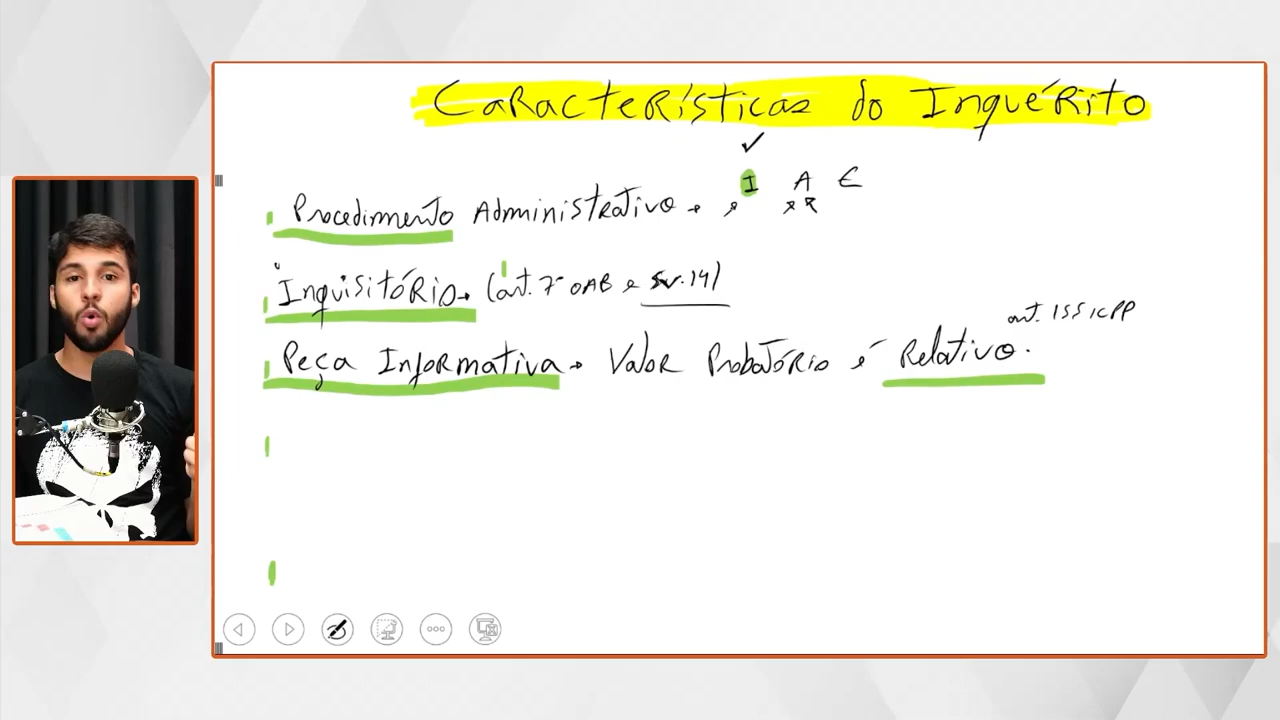 Características do Inquérito
I A E
Procedimento Administrativo
Inquisitório (art. 7º OAB e Sv. 14)
art. 155 CPP
Peça Informativa Valor Probatório é Relativo.